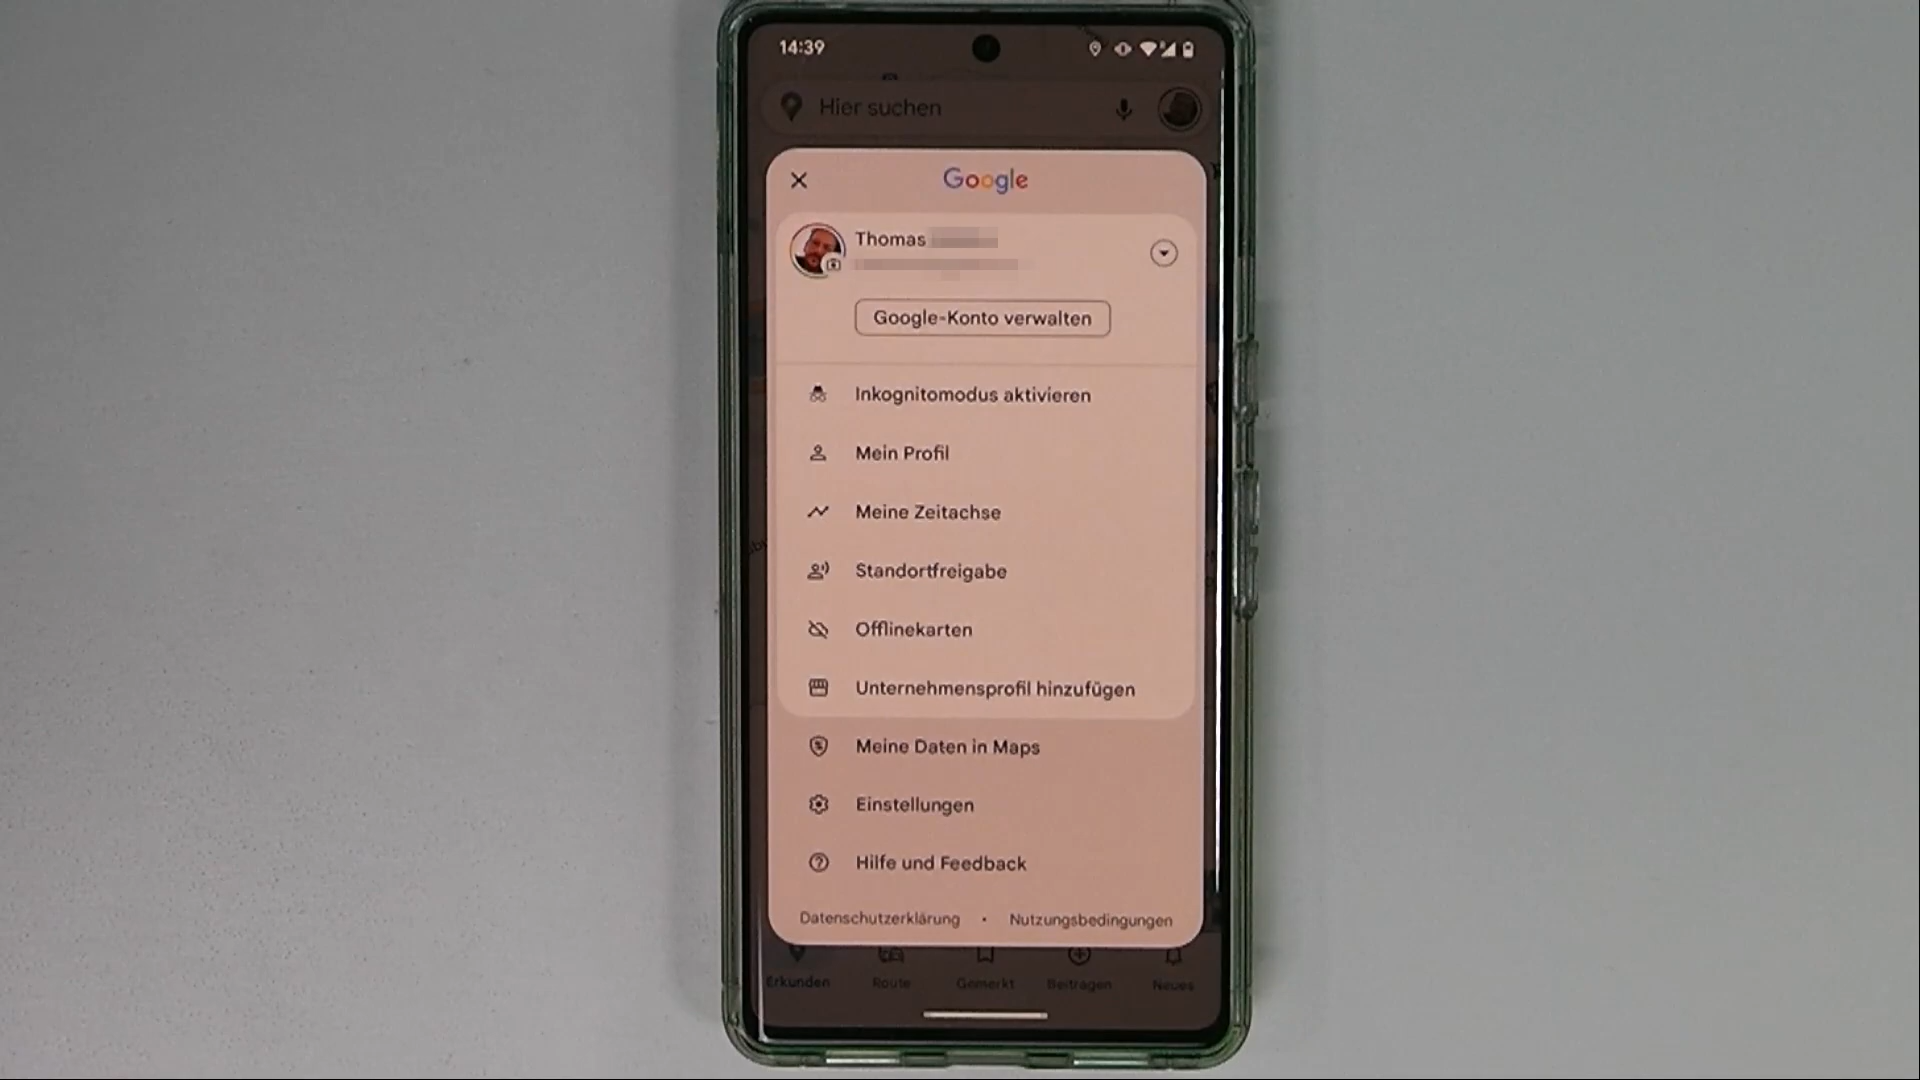 14:39
Hier suchen
Google
Thomas
Google-Konto verwalten
Inkognitomodus aktivieren
Mein Profil
Meine Zeitachse
Standortfreigabe
Offlinekarten
Unternehmensprofil hinzufügen
Meine Daten in Maps
Einstellungen
Hilfe und Feedback
Datenschutzerklärung • Nutzungsbedingungen
Erkunden Route Gemerkt Beitragen Neues